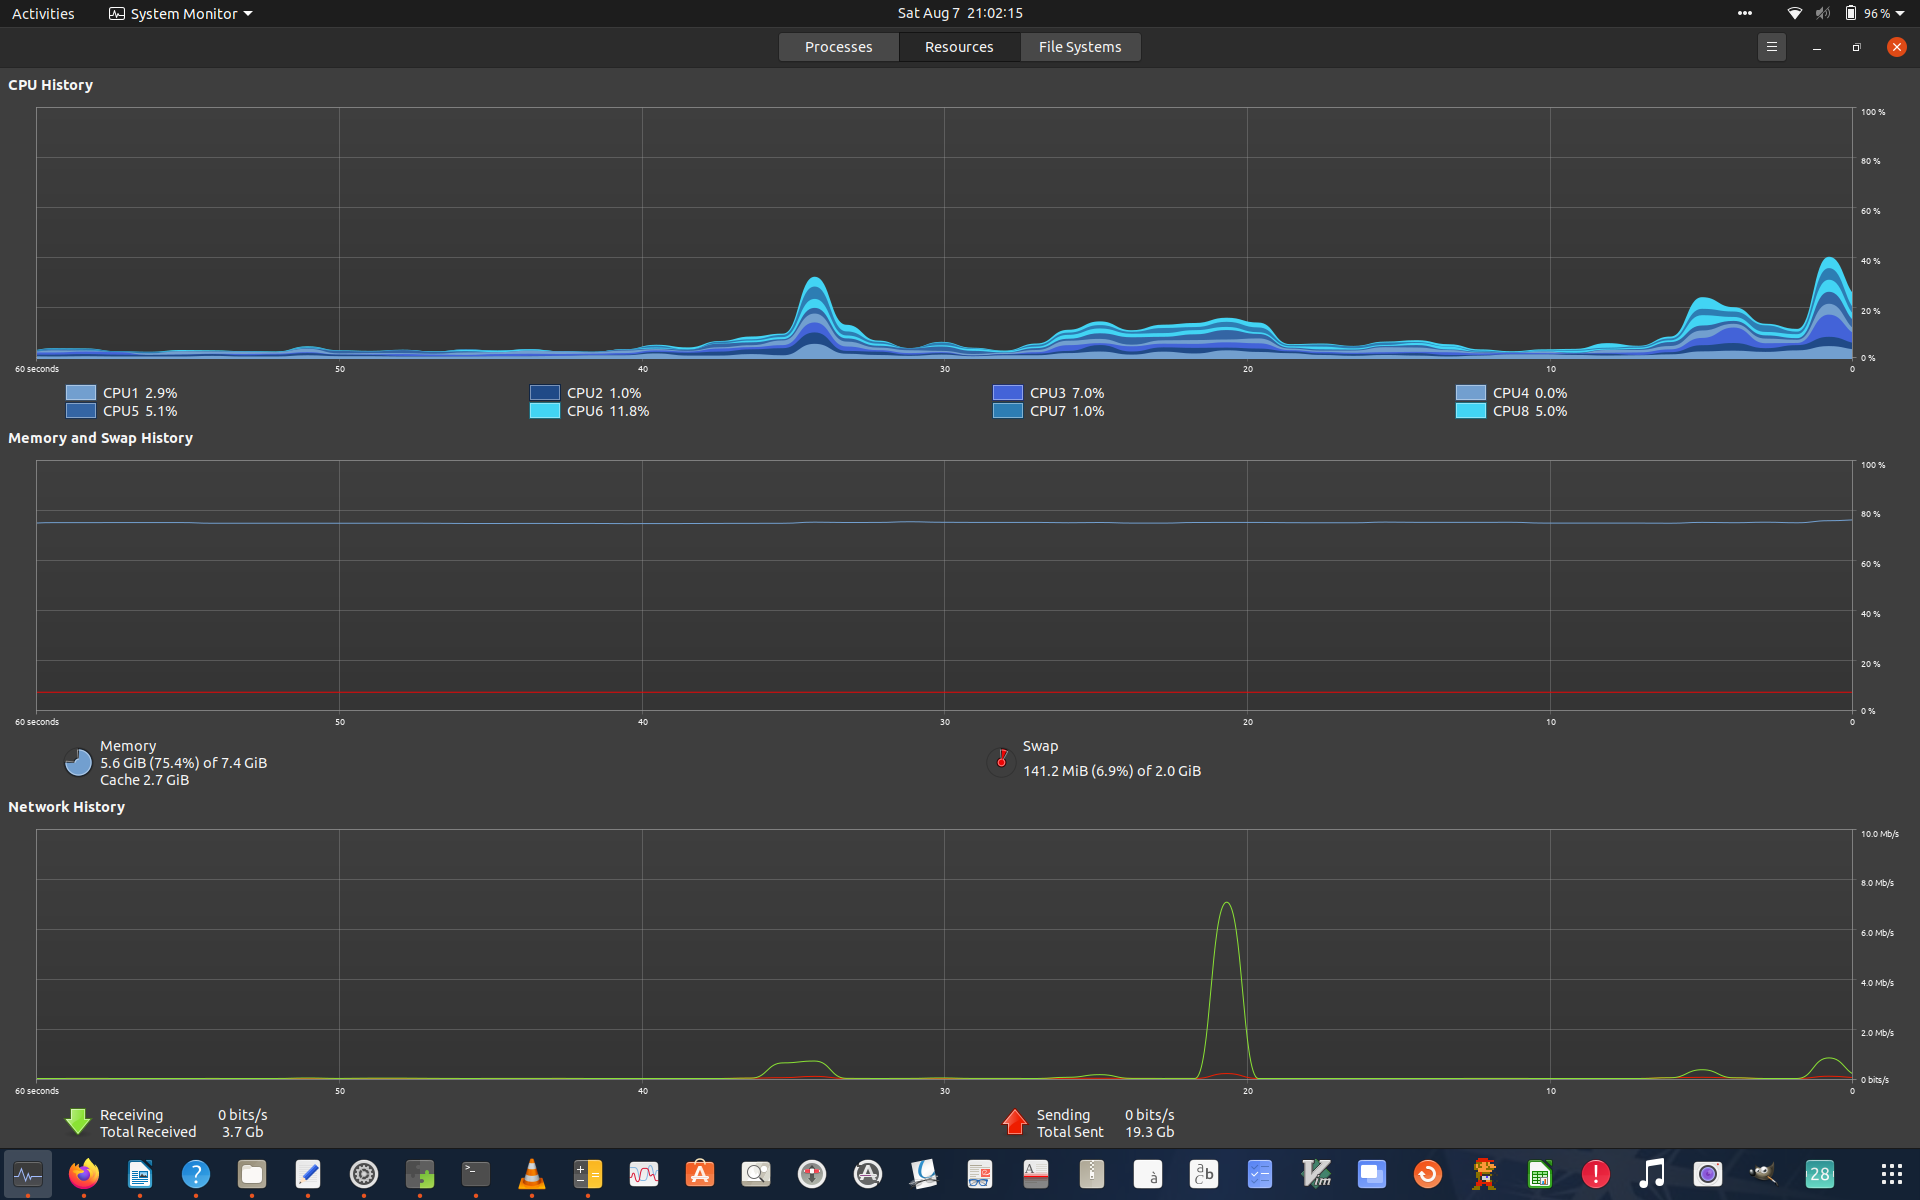 Activities System Monitor Sat Aug 7 21:02:15 96 %
Processes Resources File Systems
CPU History
100 %
80 %
60 %
40 %
20 %
0 %
60 seconds 50 40 30 20 10 0
CPU1 2.9% CPU2 1.0% CPU3 7.0% CPU4 0.0%
CPU5 5.1% CPU6 11.8% CPU7 1.0% CPU8 5.0%
Memory and Swap History
100 %
80 %
60 %
40 %
20 %
0 %
60 seconds 50 40 30 20 10 0
Memory Swap
5.6 GiB (75.4%) of 7.4 GiB 141.2 MiB (6.9%) of 2.0 GiB
Cache 2.7 GiB
Network History
10.0 Mb/s
8.0 Mb/s
6.0 Mb/s
4.0 Mb/s
2.0 Mb/s
0 bits/s
60 seconds 50 40 30 20 10 0
Receiving 0 bits/s Sending 0 bits/s
Total Received 3.7 Gb Total Sent 19.3 Gb
? >_ A à a b c Vim ! 28